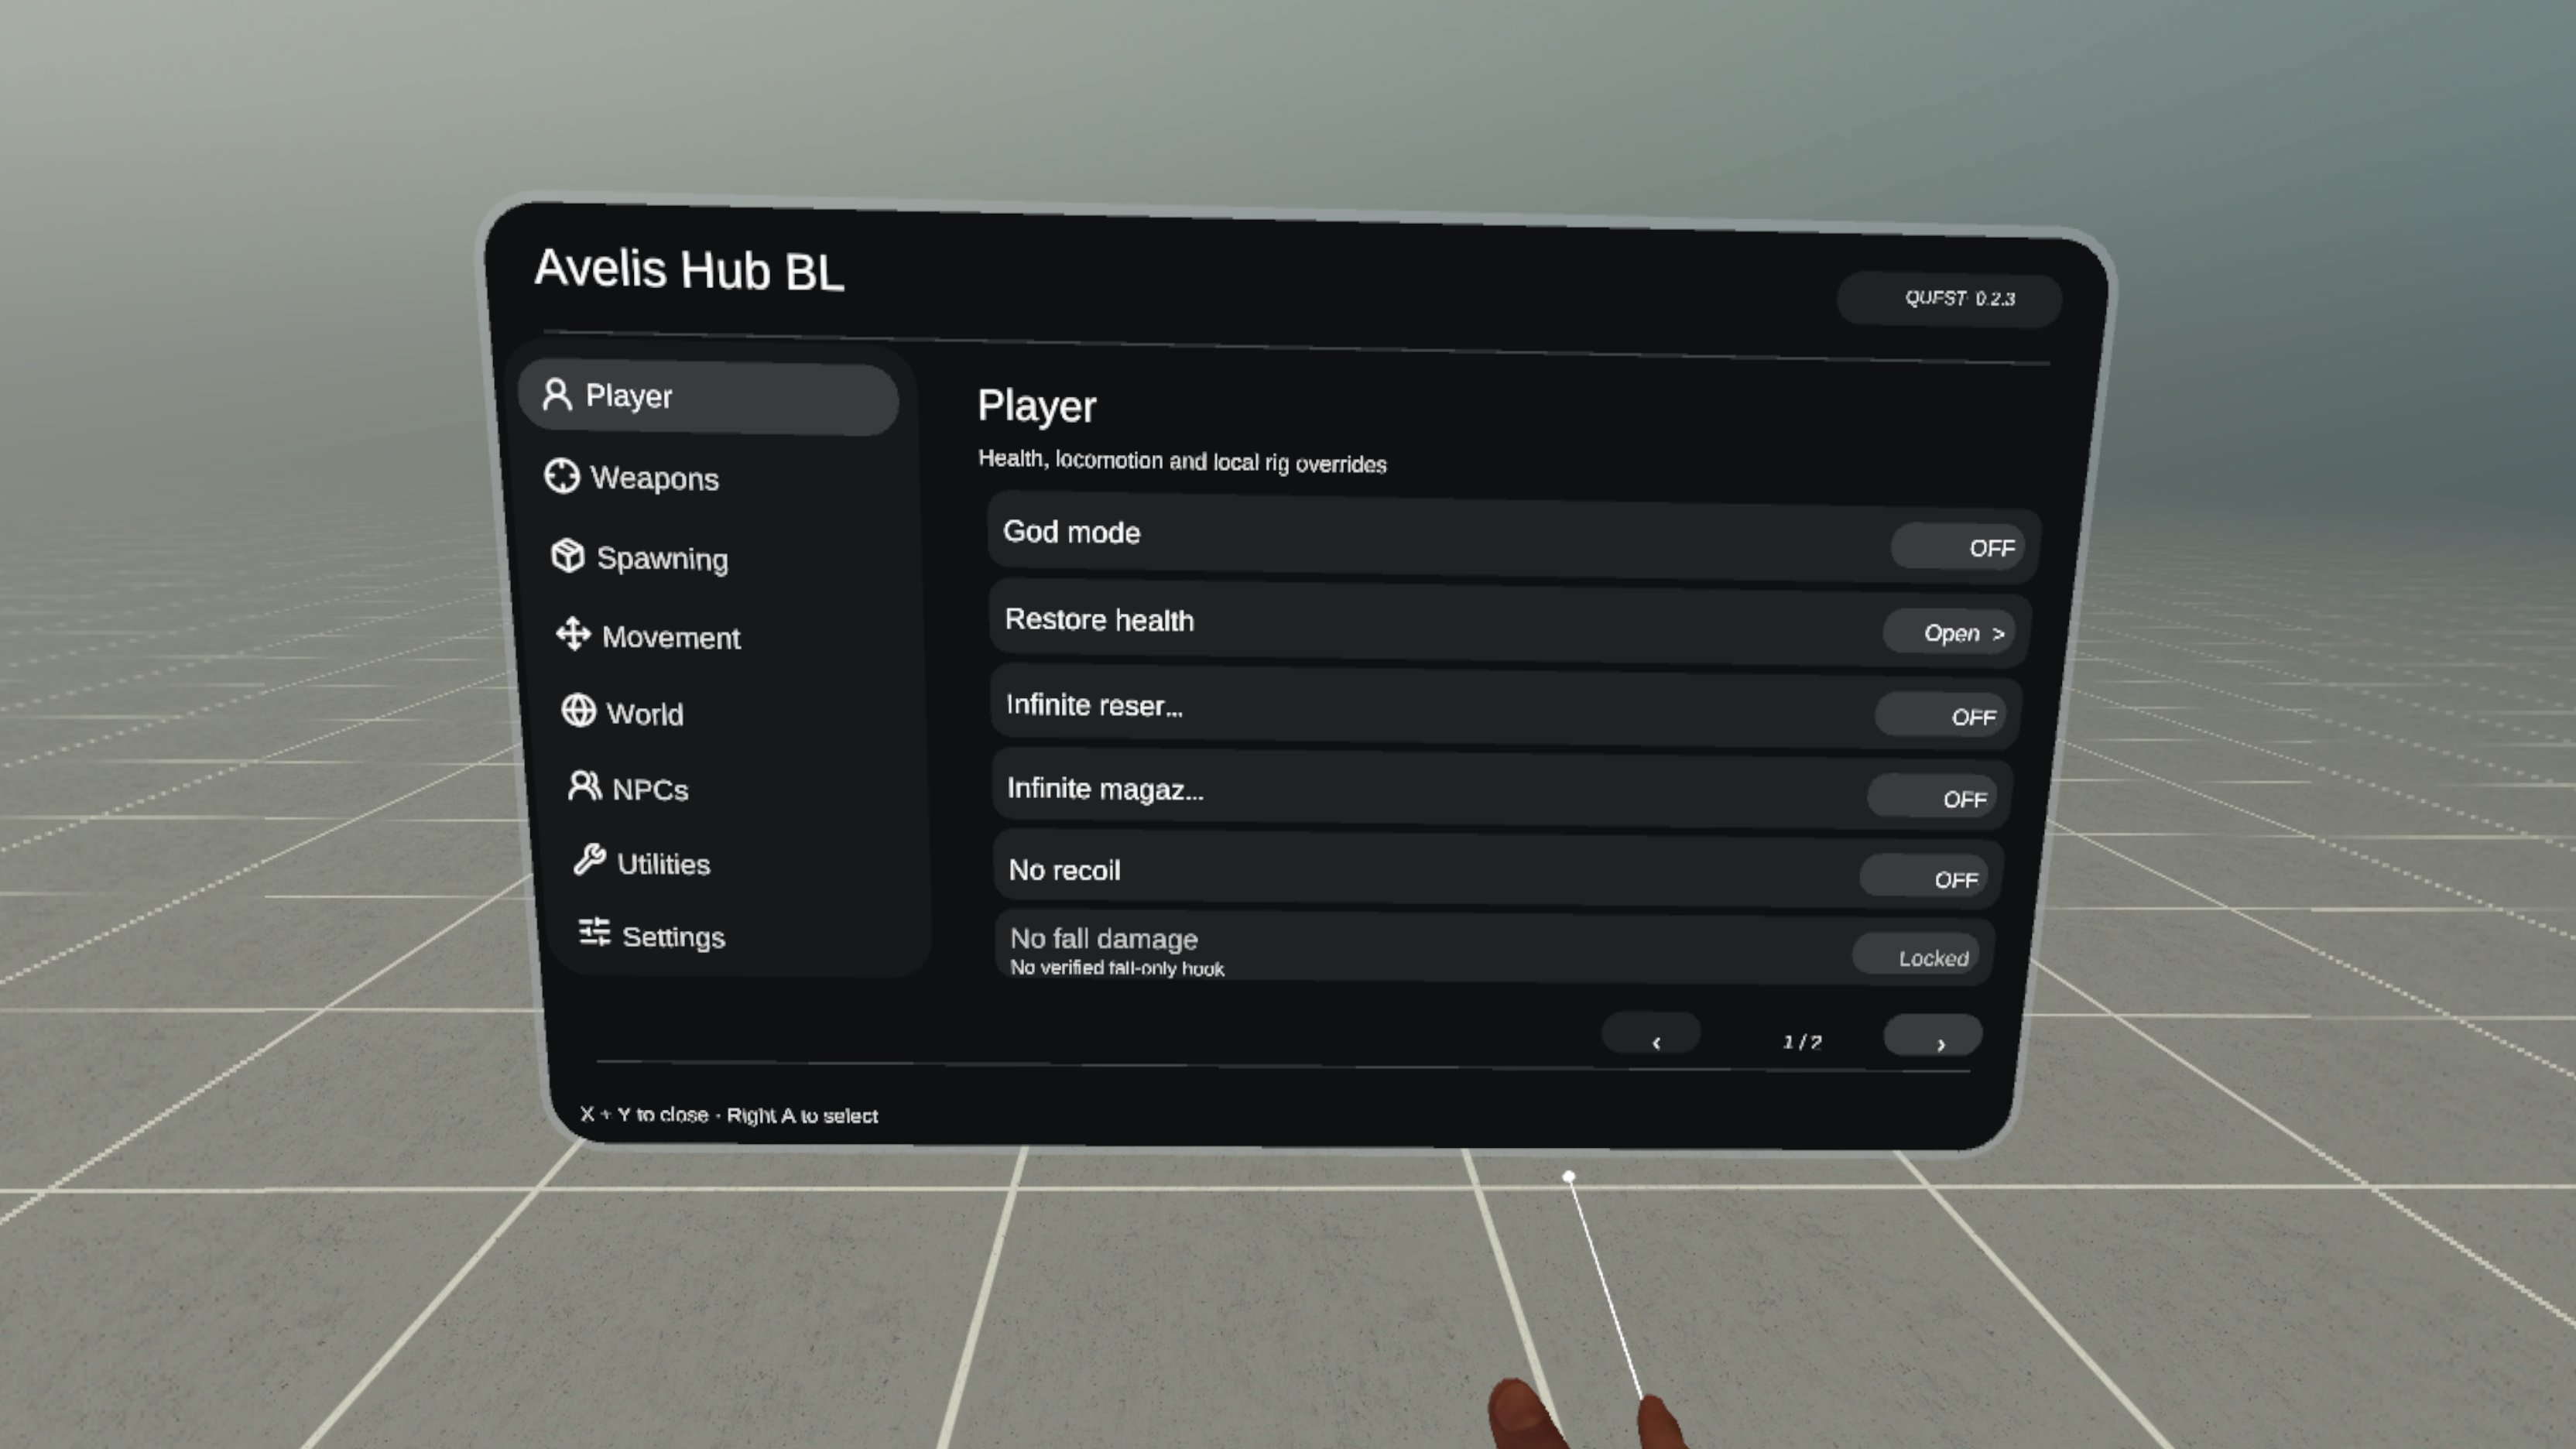 Avelis Hub BL
QUEST 0.2.3
Player
Weapons
Spawning
Movement
World
NPCs
Utilities
Settings
Player
Health, locomotion and local rig overrides
God mode
OFF
Restore health
Open >
Infinite reser...
OFF
Infinite magaz...
OFF
No recoil
OFF
No fall damage
No verified fall-only hook
Locked
‹
1 / 2
›
X + Y to close · Right A to select